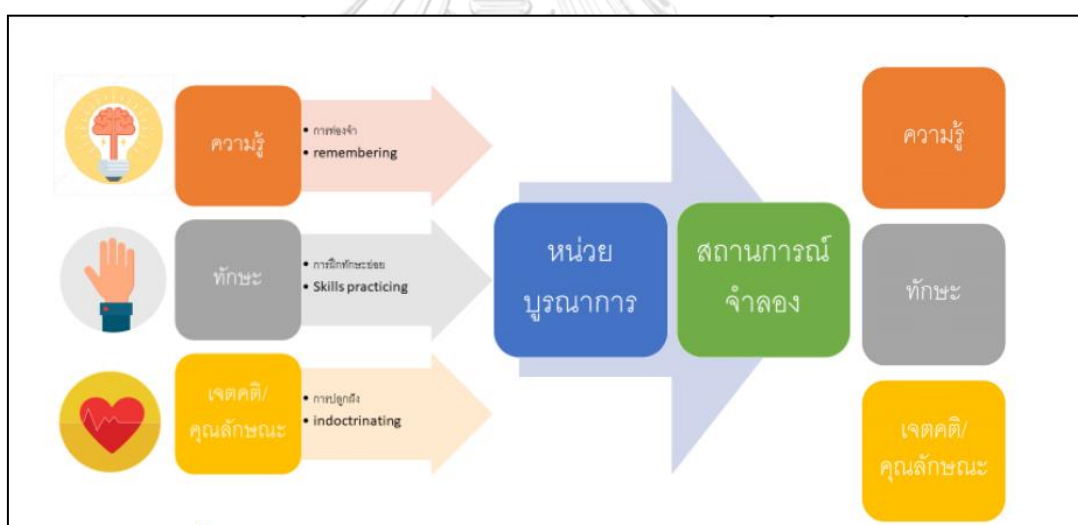 ความรู้
• การท่องจำ
• remembering
ทักษะ
• การฝึกทักษะย่อย
• Skills practicing
เจตคติ/
คุณลักษณะ
• การปลูกฝัง
• indoctrinating
หน่วย
บูรณาการ
สถานการณ์
จำลอง
ความรู้
ทักษะ
เจตคติ/
คุณลักษณะ